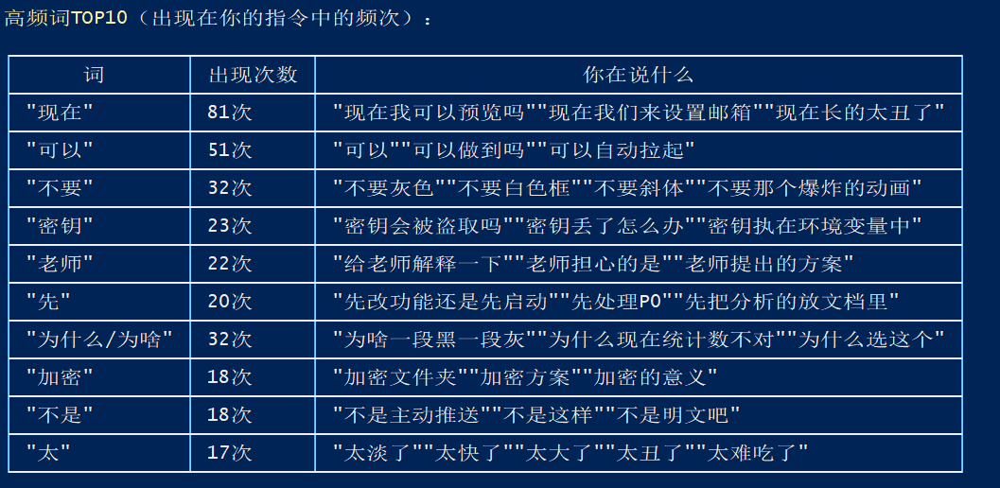 高频词TOP10（出现在你的指令中的频次）：
词 出现次数 你在说什么
"现在" 81次 "现在我可以预览吗""现在我们来设置邮箱""现在长的太丑了"
"可以" 51次 "可以""可以做到吗""可以自动拉起"
"不要" 32次 "不要灰色""不要白色框""不要斜体""不要那个爆炸的动画"
"密钥" 23次 "密钥会被盗取吗""密钥丢了怎么办""密钥执在环境变量中"
"老师" 22次 "给老师解释一下""老师担心的是""老师提出的方案"
"先" 20次 "先改功能还是先启动""先处理P0""先把分析的放文档里"
"为什么/为啥" 32次 "为啥一段黑一段灰""为什么现在统计数不对""为什么选这个"
"加密" 18次 "加密文件夹""加密方案""加密的意义"
"不是" 18次 "不是主动推送""不是这样""不是明文吧"
"太" 17次 "太淡了""太快了""太大了""太丑了""太难吃了"